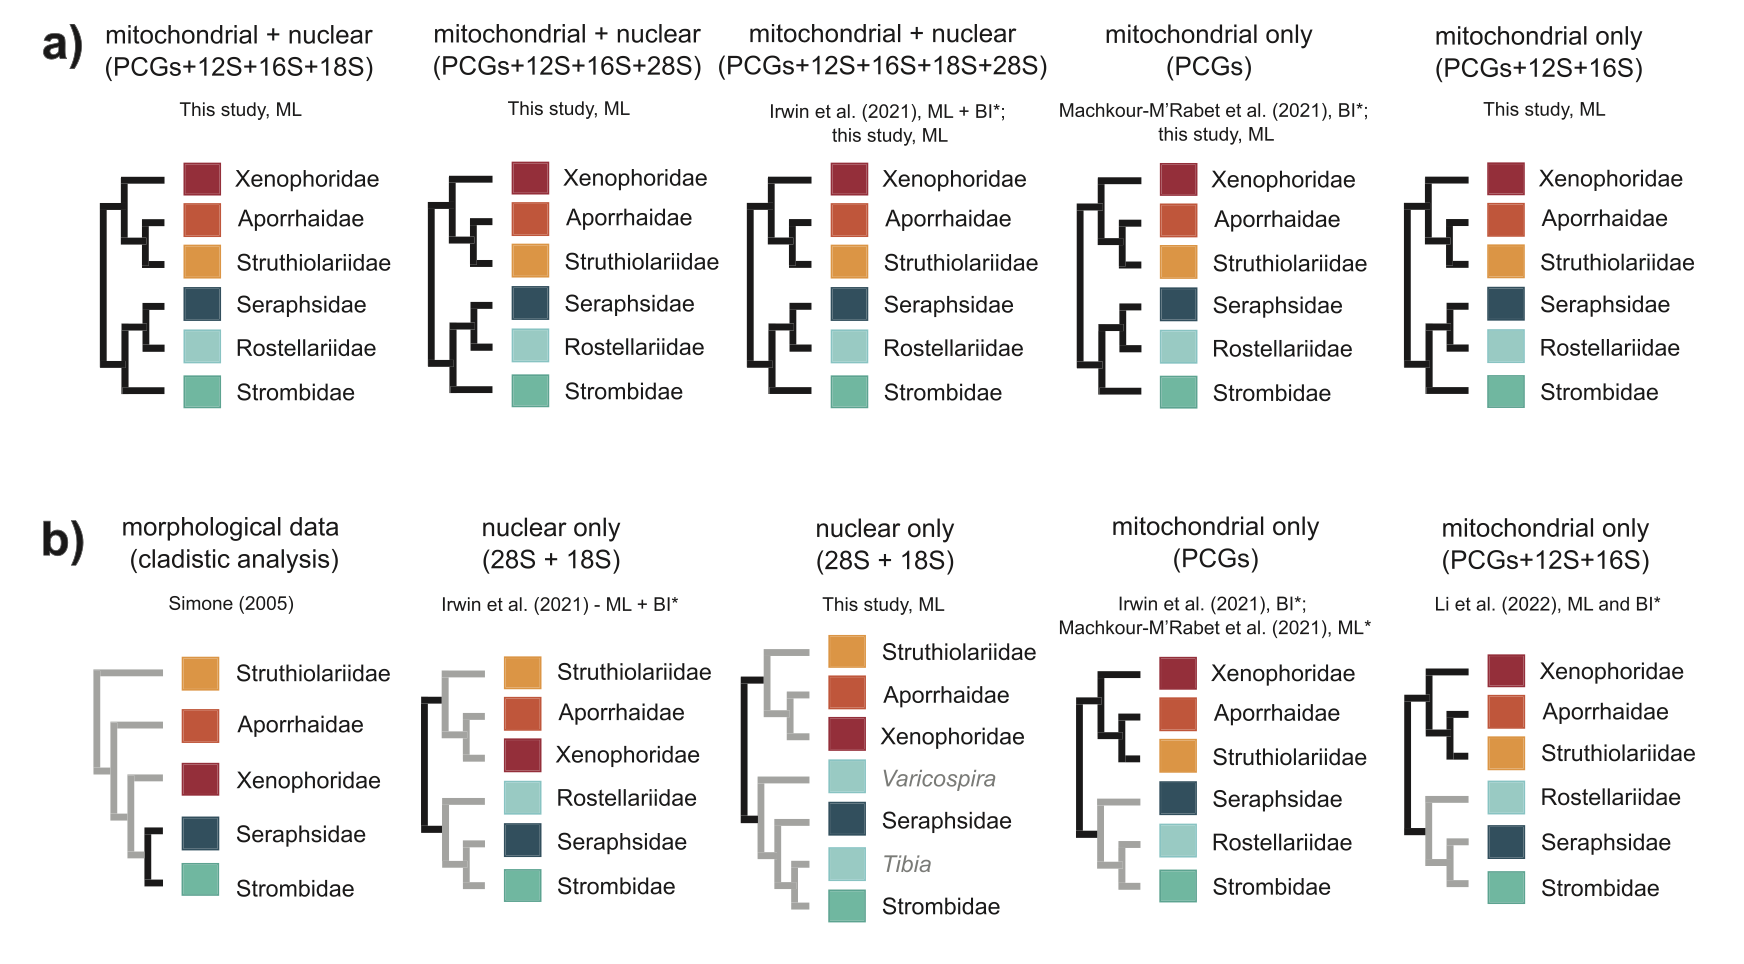 a)
mitochondrial + nuclear
(PCGs+12S+16S+18S)
This study, ML
Xenophoridae
Aporrhaidae
Struthiolariidae
Seraphsidae
Rostellariidae
Strombidae
mitochondrial + nuclear
(PCGs+12S+16S+28S)
This study, ML
Xenophoridae
Aporrhaidae
Struthiolariidae
Seraphsidae
Rostellariidae
Strombidae
mitochondrial + nuclear
(PCGs+12S+16S+18S+28S)
Irwin et al. (2021), ML + BI*;
this study, ML
Xenophoridae
Aporrhaidae
Struthiolariidae
Seraphsidae
Rostellariidae
Strombidae
mitochondrial only
(PCGs)
Machkour-M’Rabet et al. (2021), BI*;
this study, ML
Xenophoridae
Aporrhaidae
Struthiolariidae
Seraphsidae
Rostellariidae
Strombidae
mitochondrial only
(PCGs+12S+16S)
This study, ML
Xenophoridae
Aporrhaidae
Struthiolariidae
Seraphsidae
Rostellariidae
Strombidae
b)
morphological data
(cladistic analysis)
Simone (2005)
Struthiolariidae
Aporrhaidae
Xenophoridae
Seraphsidae
Strombidae
nuclear only
(28S + 18S)
Irwin et al. (2021) - ML + BI*
Struthiolariidae
Aporrhaidae
Xenophoridae
Rostellariidae
Seraphsidae
Strombidae
nuclear only
(28S + 18S)
This study, ML
Struthiolariidae
Aporrhaidae
Xenophoridae
Varicospira
Seraphsidae
Tibia
Strombidae
mitochondrial only
(PCGs)
Irwin et al. (2021), BI*;
Machkour-M’Rabet et al. (2021), ML*
Xenophoridae
Aporrhaidae
Struthiolariidae
Seraphsidae
Rostellariidae
Strombidae
mitochondrial only
(PCGs+12S+16S)
Li et al. (2022), ML and BI*
Xenophoridae
Aporrhaidae
Struthiolariidae
Rostellariidae
Seraphsidae
Strombidae